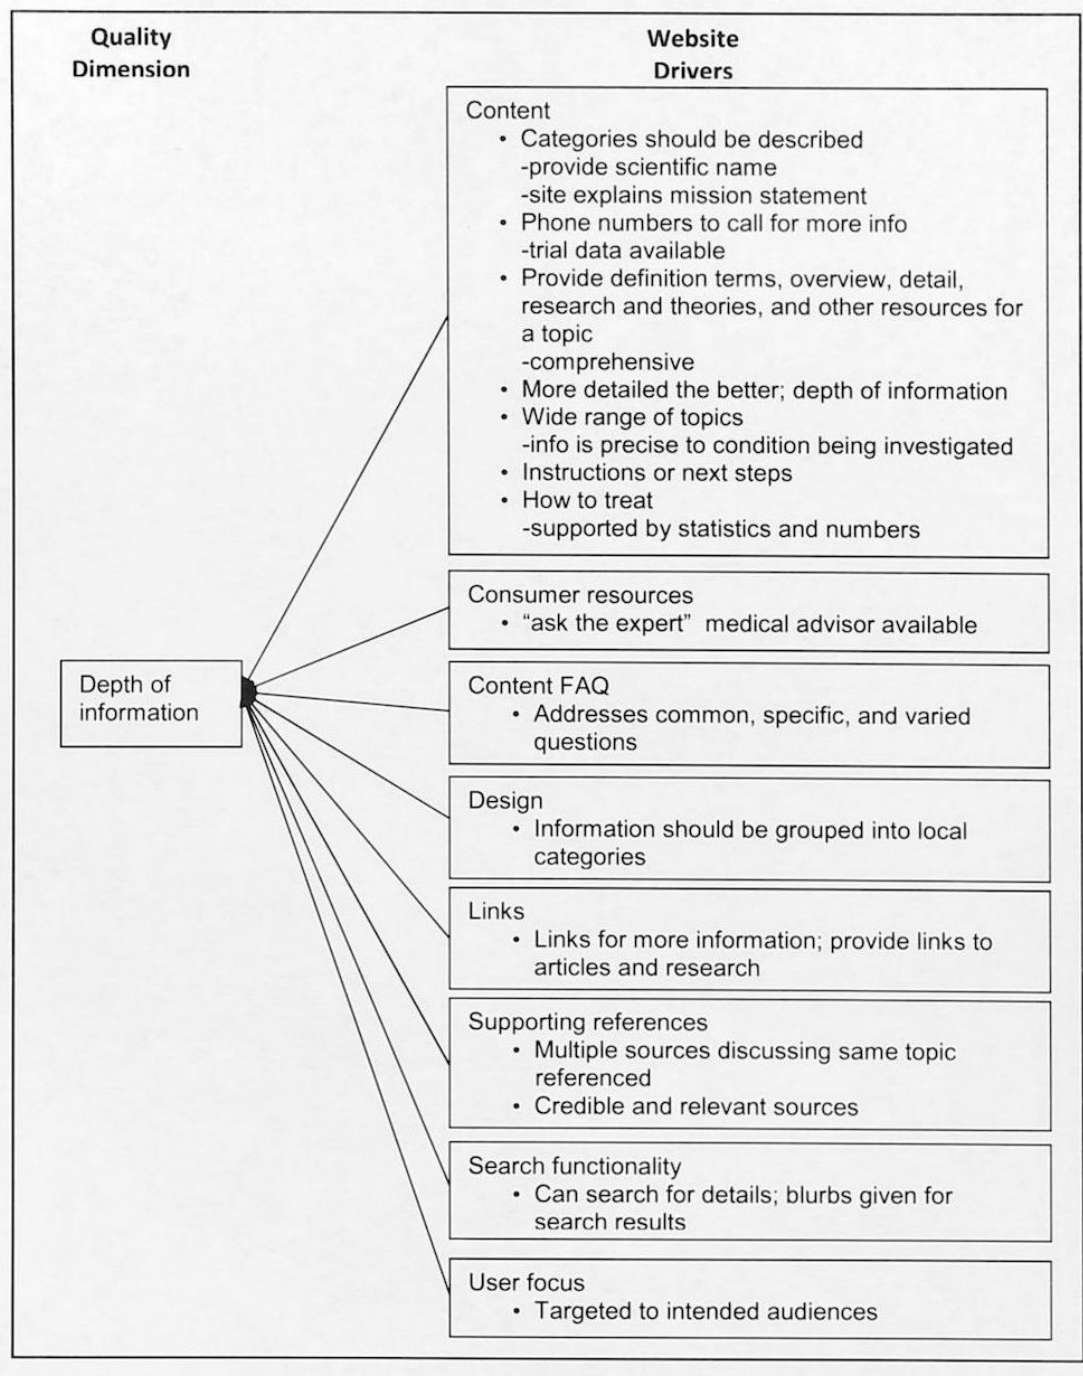 Quality
Dimension
Website
Drivers
Content
• Categories should be described
-provide scientific name
-site explains mission statement
• Phone numbers to call for more info
-trial data available
• Provide definition terms, overview, detail,
research and theories, and other resources for
a topic
-comprehensive
• More detailed the better; depth of information
• Wide range of topics
-info is precise to condition being investigated
• Instructions or next steps
• How to treat
-supported by statistics and numbers
Consumer resources
• “ask the expert” medical advisor available
Depth of
information
Content FAQ
• Addresses common, specific, and varied
questions
Design
• Information should be grouped into local
categories
Links
• Links for more information; provide links to
articles and research
Supporting references
• Multiple sources discussing same topic
referenced
• Credible and relevant sources
Search functionality
• Can search for details; blurbs given for
search results
User focus
• Targeted to intended audiences